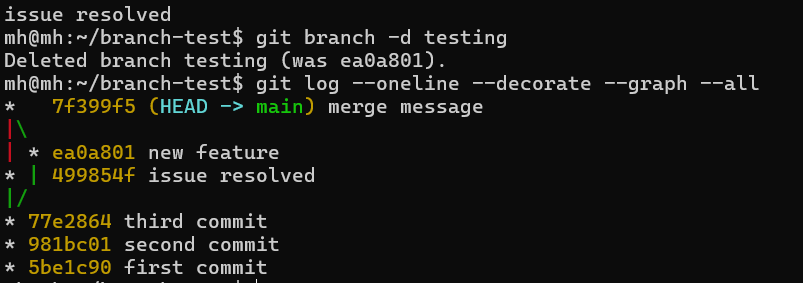 issue resolved
mh@mh:~/branch-test$ git branch -d testing
Deleted branch testing (was ea0a801).
mh@mh:~/branch-test$ git log --oneline --decorate --graph --all
*   7f399f5 (HEAD -> main) merge message
|\
| * ea0a801 new feature
* | 499854f issue resolved
|/
* 77e2864 third commit
* 981bc01 second commit
* 5be1c90 first commit